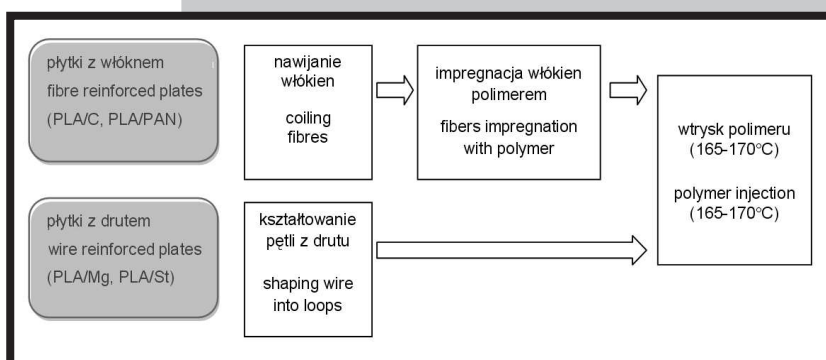 płytki z włóknem
fibre reinforced plates
(PLA/C, PLA/PAN)
nawijanie
włókien
coiling
fibres
impregnacja włókien
polimerem
fibers impregnation
with polymer
wtrysk polimeru
(165-170°C)
polymer injection
(165-170°C)
płytki z drutem
wire reinforced plates
(PLA/Mg, PLA/St)
kształtowanie
pętli z drutu
shaping wire
into loops